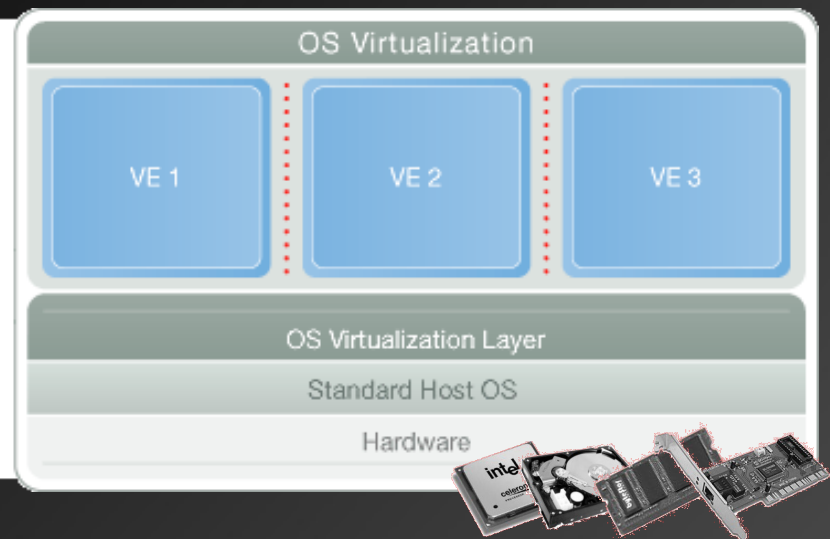 OS Virtualization
VE 1
VE 2
VE 3
OS Virtualization Layer
Standard Host OS
Hardware
intel
celeron